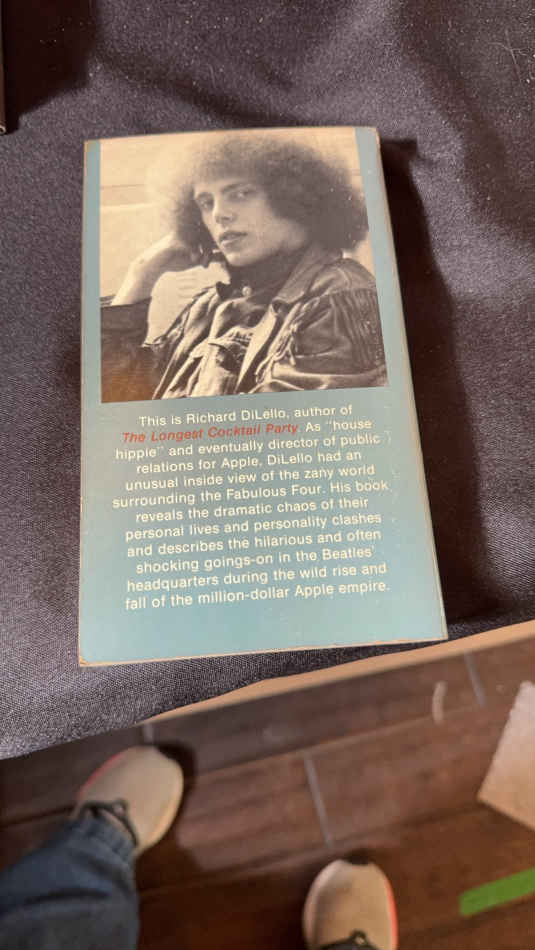 This is Richard DiLello, author of
The Longest Cocktail Party. As "house
hippie" and eventually director of public
relations for Apple, DiLello had an
unusual inside view of the zany world
surrounding the Fabulous Four. His book
reveals the dramatic chaos of their
personal lives and personality clashes
and describes the hilarious and often
shocking goings-on in the Beatles'
headquarters during the wild rise and
fall of the million-dollar Apple empire.